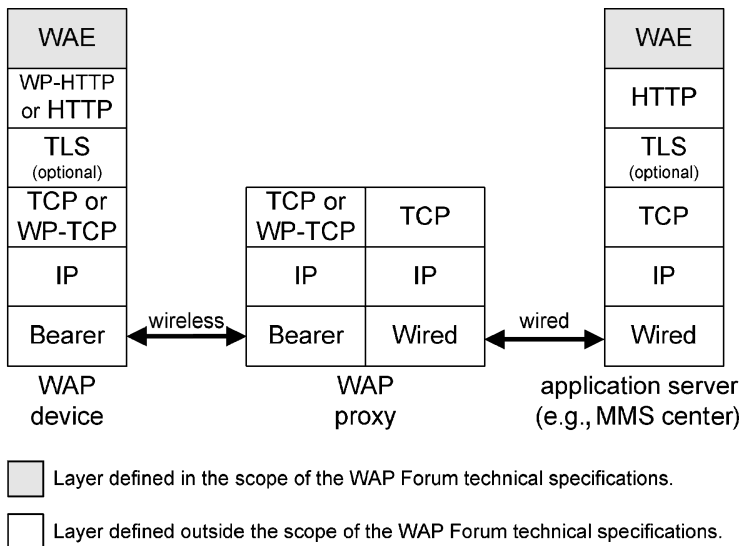 WAE
WP-HTTP
or HTTP
TLS
(optional)
TCP or
WP-TCP
IP
Bearer
WAP
device
wireless
TCP or
WP-TCP
IP
Bearer
TCP
IP
Wired
WAP
proxy
wired
WAE
HTTP
TLS
(optional)
TCP
IP
Wired
application server
(e.g., MMS center)
Layer defined in the scope of the WAP Forum technical specifications.
Layer defined outside the scope of the WAP Forum technical specifications.